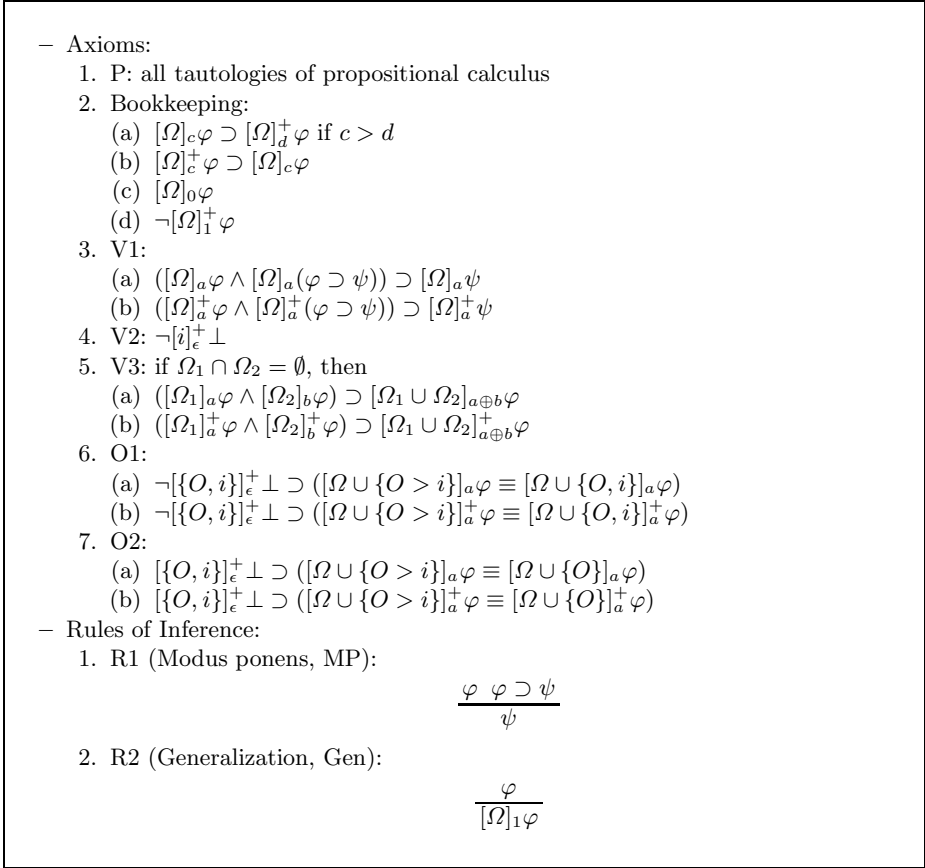 – Axioms:
1. P: all tautologies of propositional calculus
2. Bookkeeping:
(a) [Ω]_c φ ⊃ [Ω]_d^+ φ if c > d
(b) [Ω]_c^+ φ ⊃ [Ω]_c φ
(c) [Ω]_0 φ
(d) ¬[Ω]_1^+ φ
3. V1:
(a) ([Ω]_a φ ∧ [Ω]_a (φ ⊃ ψ)) ⊃ [Ω]_a ψ
(b) ([Ω]_a^+ φ ∧ [Ω]_a^+ (φ ⊃ ψ)) ⊃ [Ω]_a^+ ψ
4. V2: ¬[i]_ϵ^+ ⊥
5. V3: if Ω_1 ∩ Ω_2 = ∅, then
(a) ([Ω_1]_a φ ∧ [Ω_2]_b φ) ⊃ [Ω_1 ∪ Ω_2]_{a⊕b} φ
(b) ([Ω_1]_a^+ φ ∧ [Ω_2]_b^+ φ) ⊃ [Ω_1 ∪ Ω_2]_{a⊕b}^+ φ
6. O1:
(a) ¬[{O, i}]_ϵ^+ ⊥ ⊃ ([Ω ∪ {O > i}]_a φ ≡ [Ω ∪ {O, i}]_a φ)
(b) ¬[{O, i}]_ϵ^+ ⊥ ⊃ ([Ω ∪ {O > i}]_a^+ φ ≡ [Ω ∪ {O, i}]_a^+ φ)
7. O2:
(a) [{O, i}]_ϵ^+ ⊥ ⊃ ([Ω ∪ {O > i}]_a φ ≡ [Ω ∪ {O}]_a φ)
(b) [{O, i}]_ϵ^+ ⊥ ⊃ ([Ω ∪ {O > i}]_a^+ φ ≡ [Ω ∪ {O}]_a^+ φ)
– Rules of Inference:
1. R1 (Modus ponens, MP):
φ φ ⊃ ψ
ψ
2. R2 (Generalization, Gen):
φ
[Ω]_1 φ